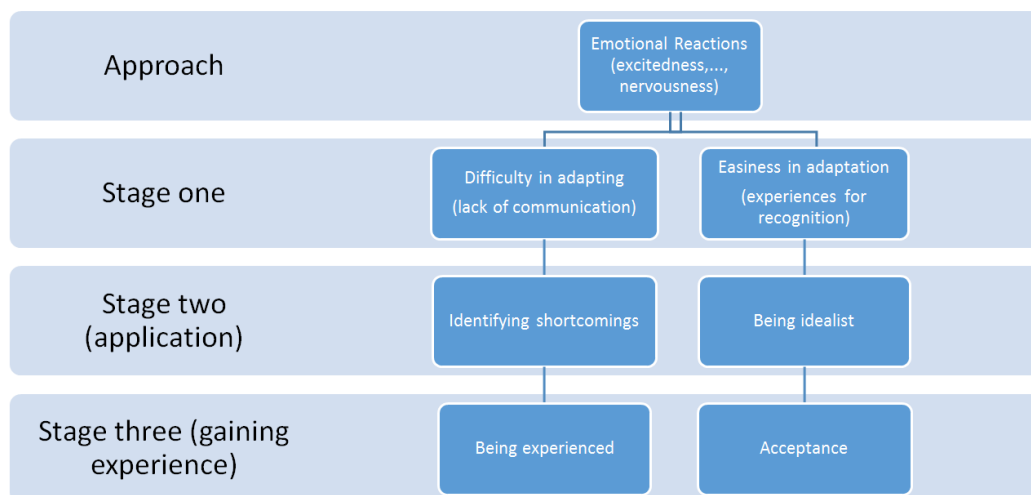 Approach
Emotional Reactions
(excitedness,...,
nervousness)
Stage one
Difficulty in adapting
(lack of communication)
Easiness in adaptation
(experiences for
recognition)
Stage two
(application)
Identifying shortcomings
Being idealist
Stage three (gaining
experience)
Being experienced
Acceptance